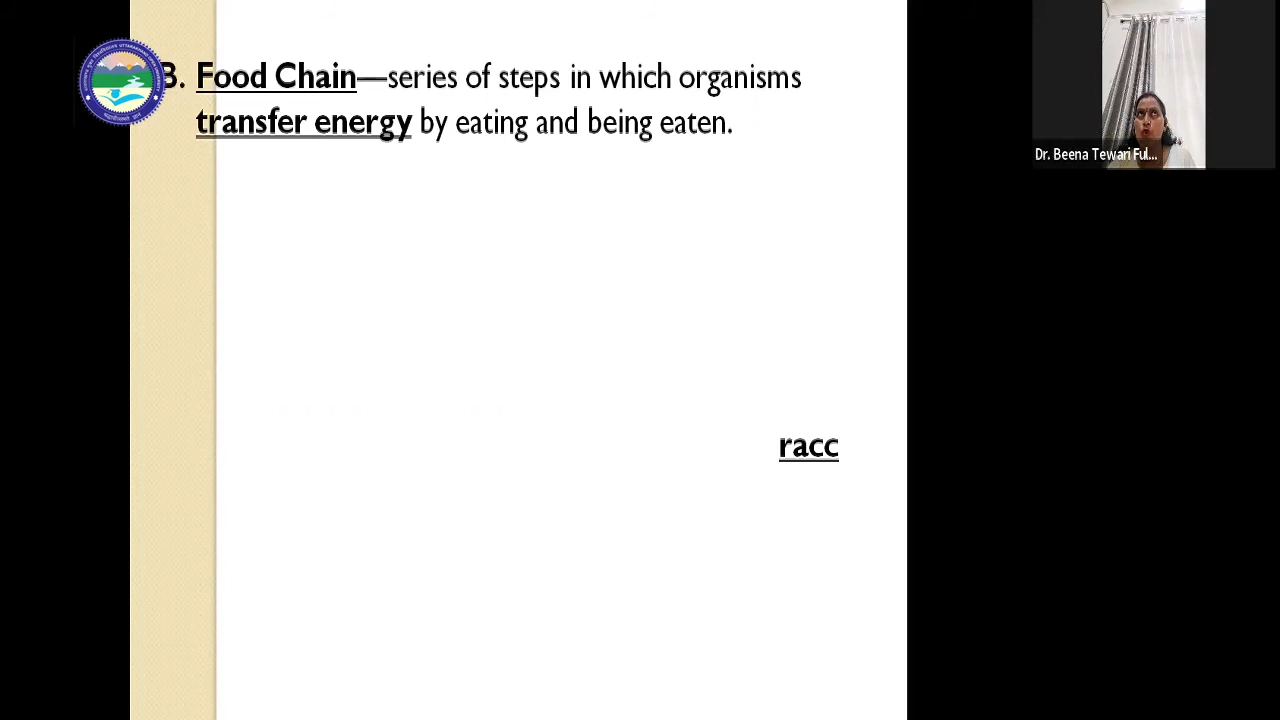 B. Food Chain—series of steps in which organisms
transfer energy by eating and being eaten.
racc
Dr. Beena Tewari Ful...